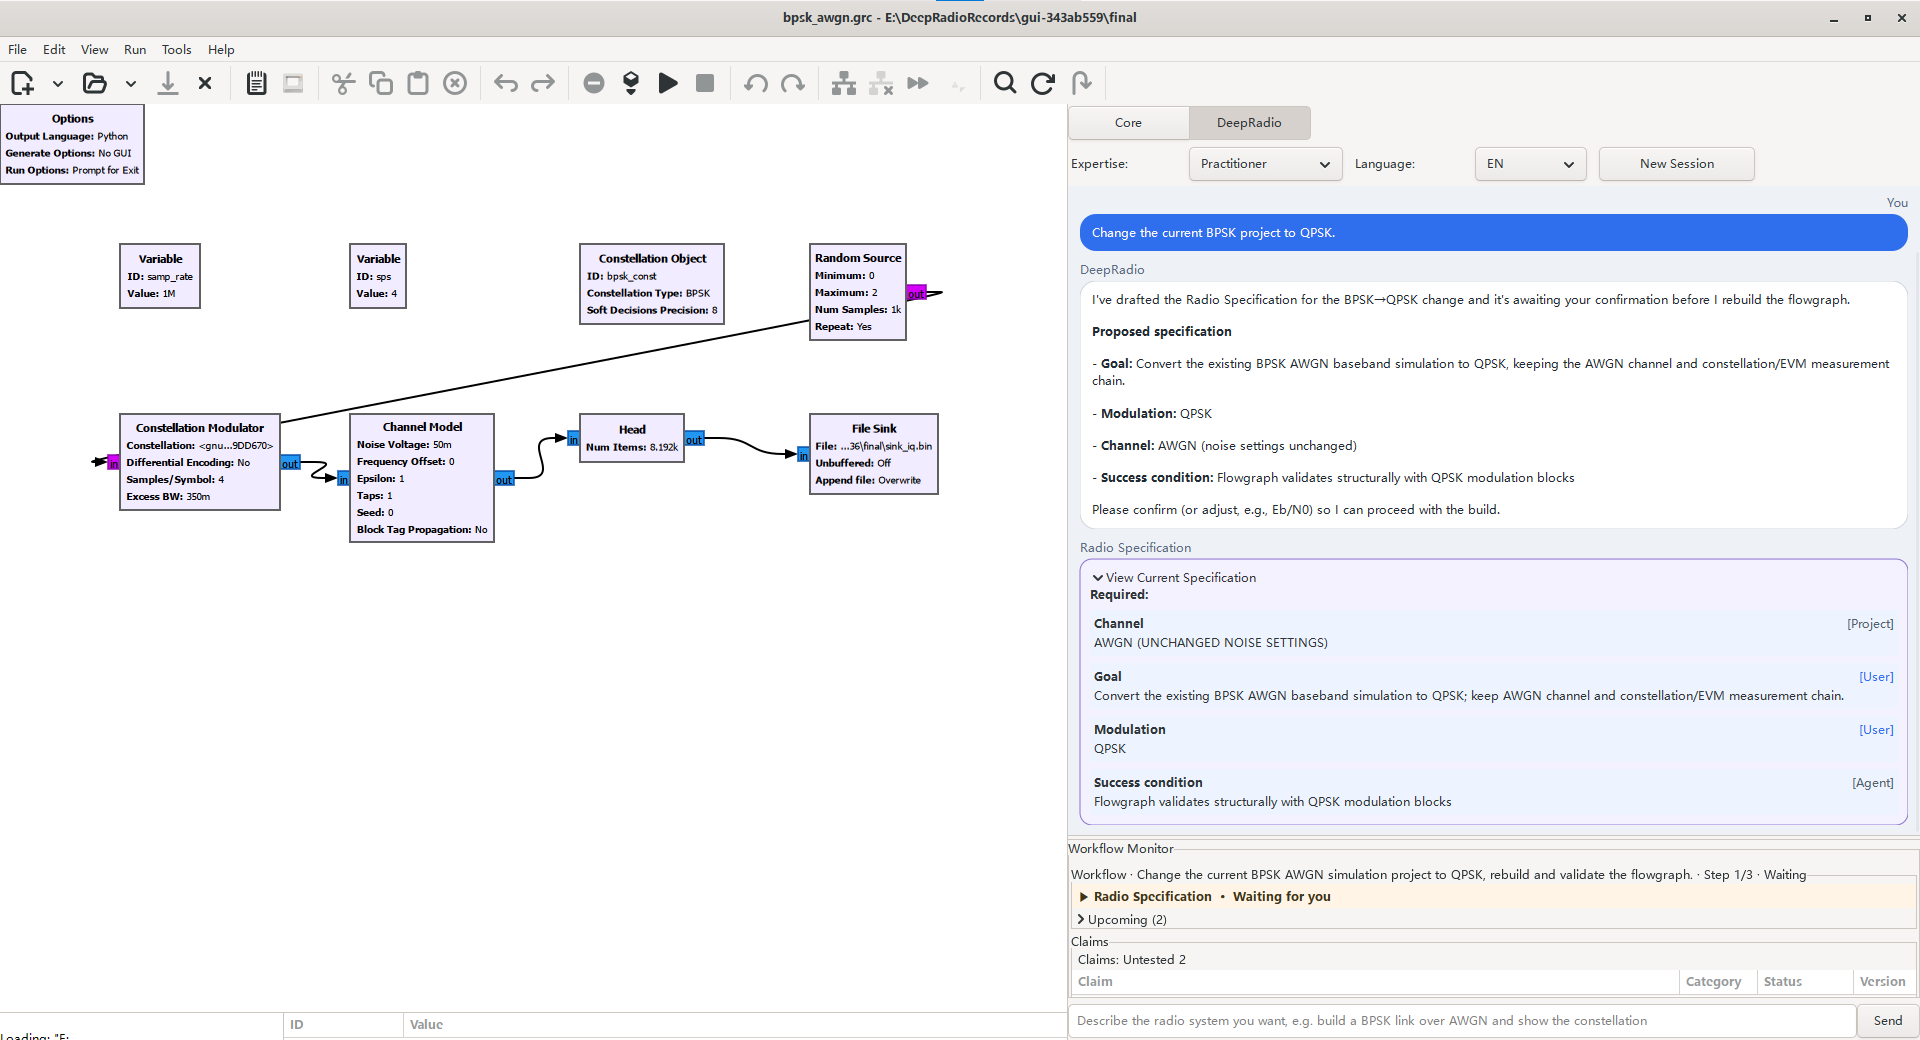 bpsk_awgn.grc - E:\DeepRadioRecords\gui-343ab559\final
File Edit View Run Tools Help
Options
Output Language: Python
Generate Options: No GUI
Run Options: Prompt for Exit
Variable
ID: samp_rate
Value: 1M
Variable
ID: sps
Value: 4
Constellation Object
ID: bpsk_const
Constellation Type: BPSK
Soft Decisions Precision: 8
Random Source
Minimum: 0
Maximum: 2
Num Samples: 1k
Repeat: Yes
out
Constellation Modulator
Constellation: <gnu...9DD670>
Differential Encoding: No
Samples/Symbol: 4
Excess BW: 350m
in
out
Channel Model
Noise Voltage: 50m
Frequency Offset: 0
Epsilon: 1
Taps: 1
Seed: 0
Block Tag Propagation: No
in
out
Head
Num Items: 8.192k
in
out
File Sink
File: ...36\final\sink_iq.bin
Unbuffered: Off
Append file: Overwrite
in
ID Value
Loading: "E:
Core DeepRadio
Expertise: Practitioner Language: EN New Session
You
Change the current BPSK project to QPSK.
DeepRadio
I've drafted the Radio Specification for the BPSK→QPSK change and it's awaiting your confirmation before I rebuild the flowgraph.
Proposed specification
- Goal: Convert the existing BPSK AWGN baseband simulation to QPSK, keeping the AWGN channel and constellation/EVM measurement
chain.
- Modulation: QPSK
- Channel: AWGN (noise settings unchanged)
- Success condition: Flowgraph validates structurally with QPSK modulation blocks
Please confirm (or adjust, e.g., Eb/N0) so I can proceed with the build.
Radio Specification
View Current Specification
Required:
Channel [Project]
AWGN (UNCHANGED NOISE SETTINGS)
Goal [User]
Convert the existing BPSK AWGN baseband simulation to QPSK; keep AWGN channel and constellation/EVM measurement chain.
Modulation [User]
QPSK
Success condition [Agent]
Flowgraph validates structurally with QPSK modulation blocks
Workflow Monitor
Workflow · Change the current BPSK AWGN simulation project to QPSK, rebuild and validate the flowgraph. · Step 1/3 · Waiting
Radio Specification • Waiting for you
Upcoming (2)
Claims
Claims: Untested 2
Claim Category Status Version
Describe the radio system you want, e.g. build a BPSK link over AWGN and show the constellation
Send